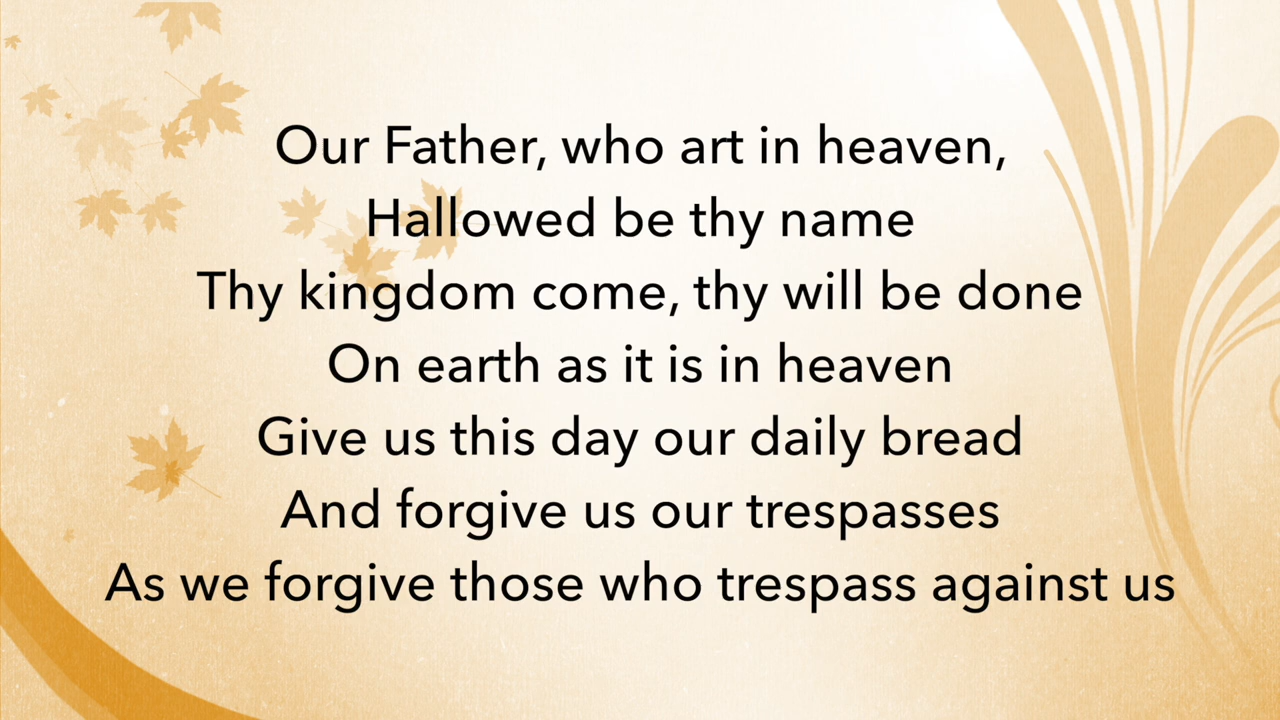 Our Father, who art in heaven,
Hallowed be thy name
Thy kingdom come, thy will be done
On earth as it is in heaven
Give us this day our daily bread
And forgive us our trespasses
As we forgive those who trespass against us